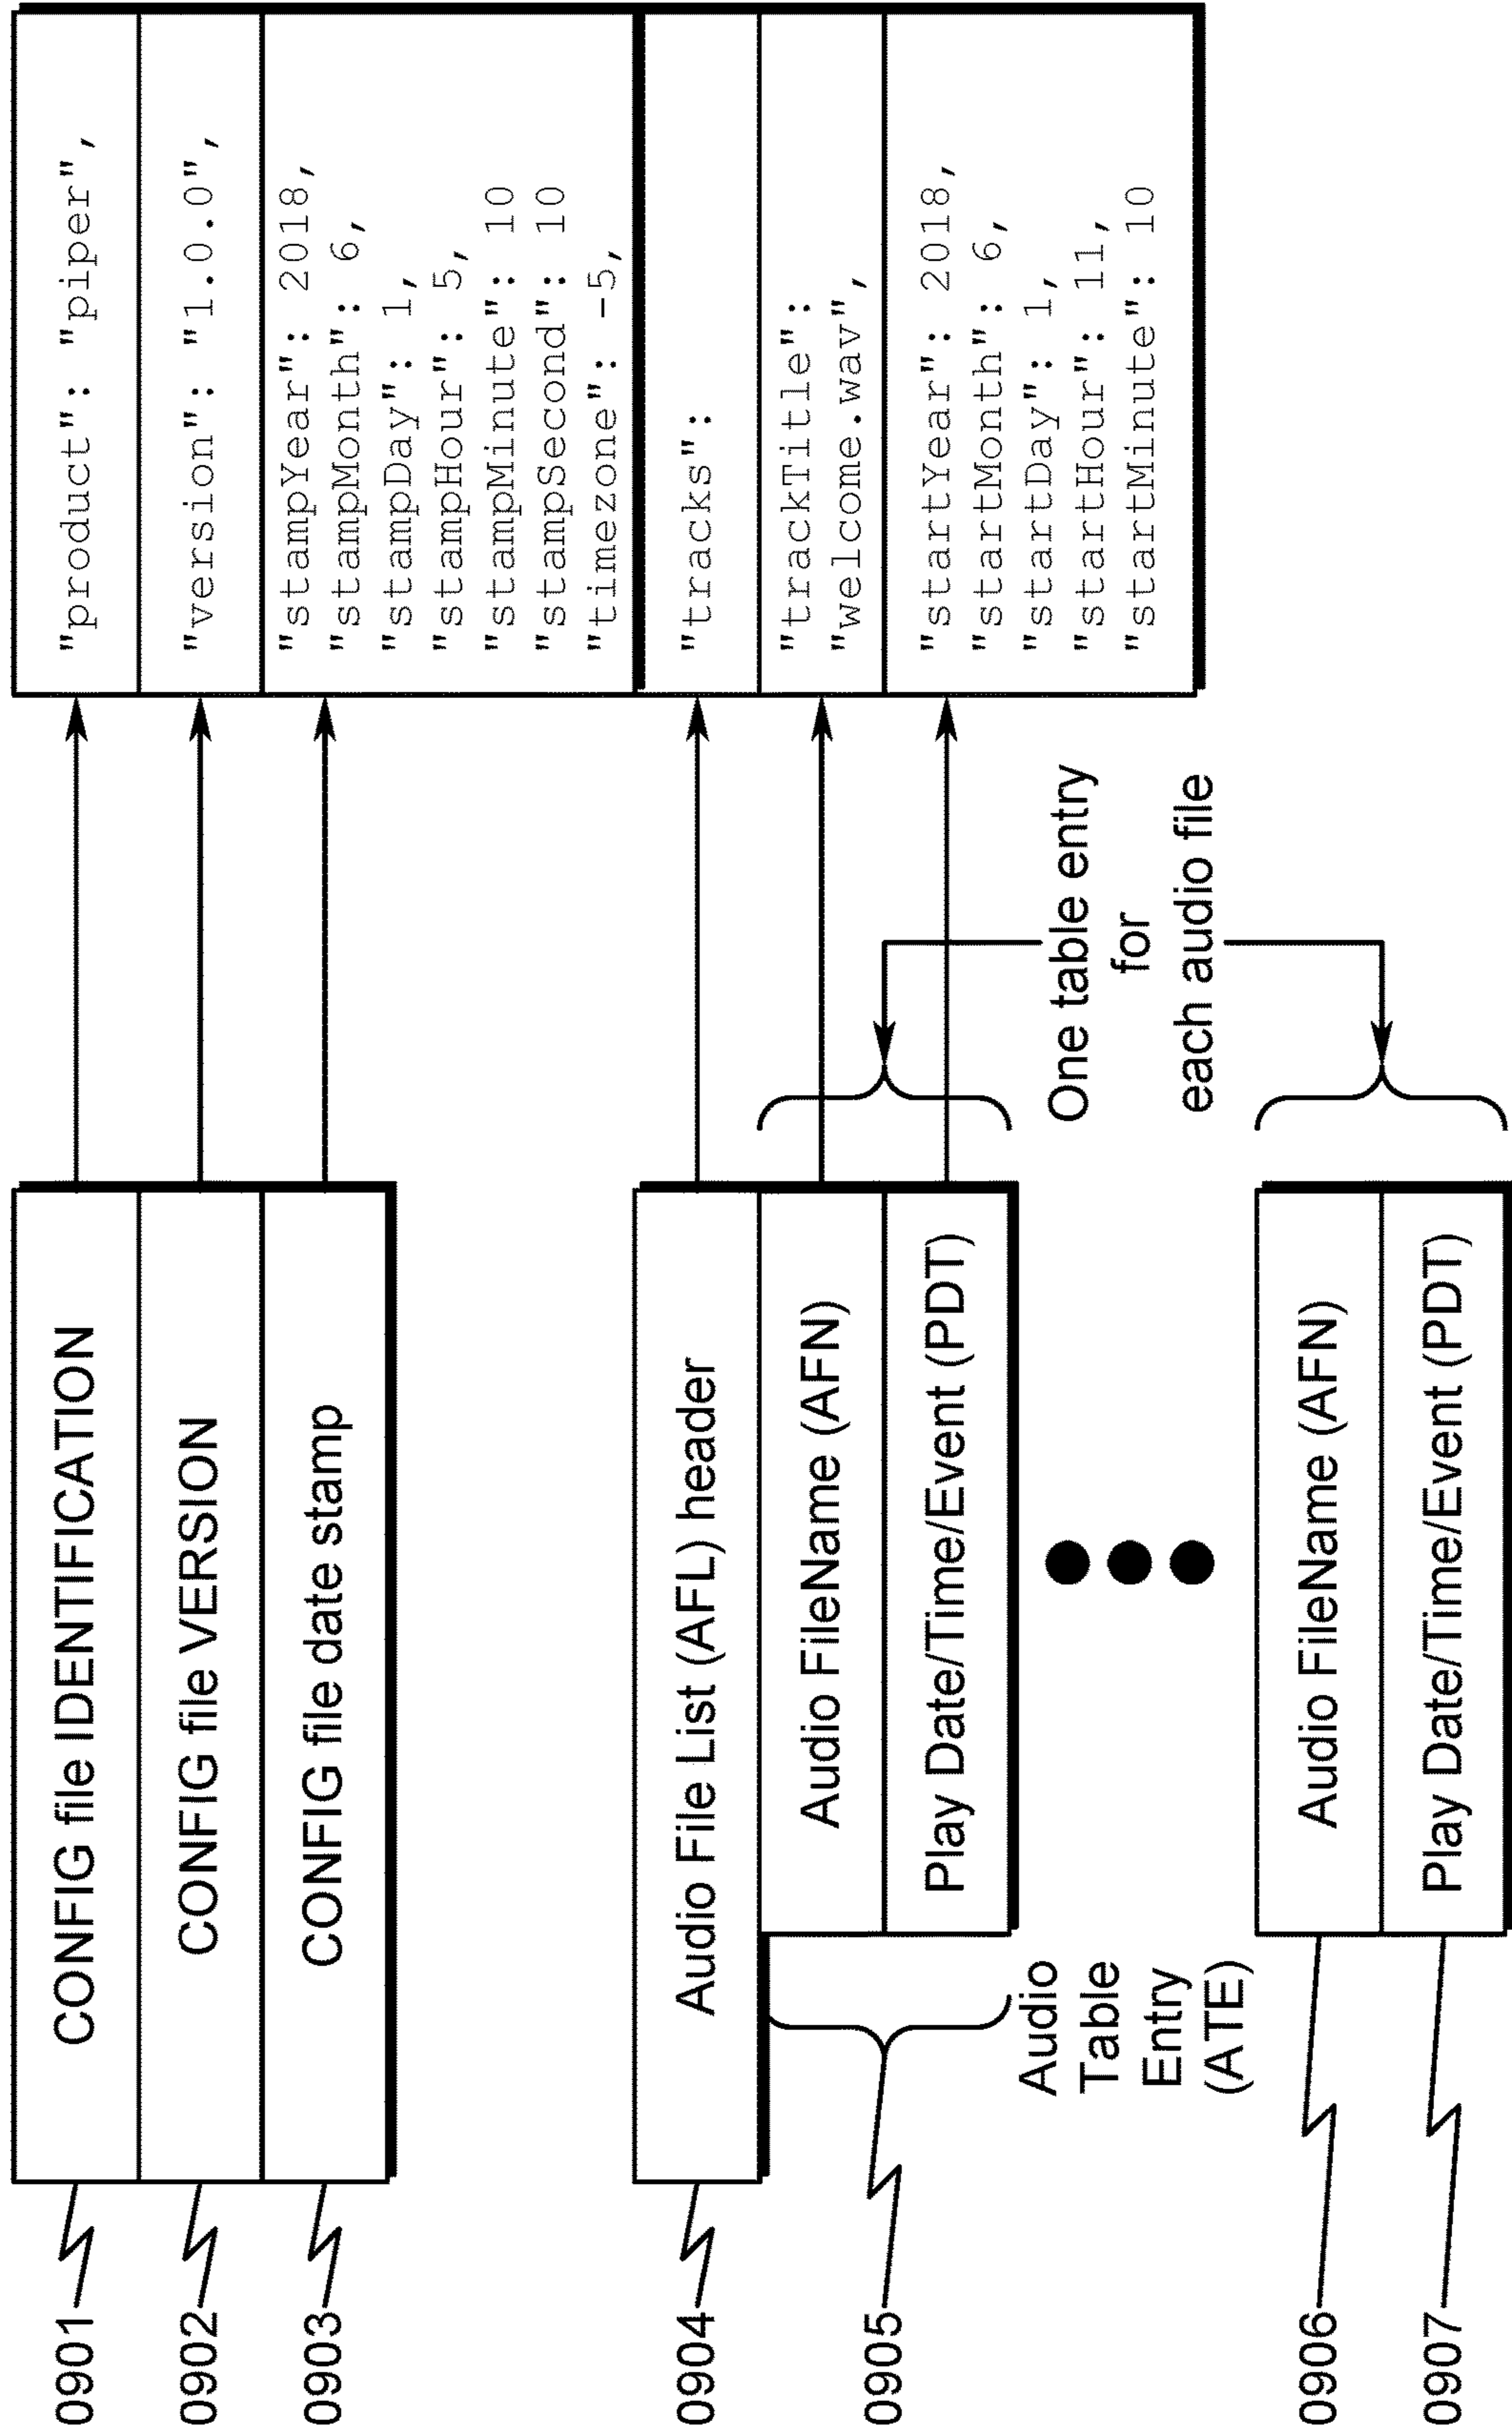 0901
CONFIG file IDENTIFICATION
"product": "piper",
0902
CONFIG file VERSION
"version": "1.0.0",
0903
CONFIG file date stamp
"stampYear": 2018,
"stampMonth": 6,
"stampDay": 1,
"stampHour": 5,
"stampMinute": 10
"stampSecond": 10
"timezone": -5,
0904
Audio File List (AFL) header
"tracks":
0905
Audio FileName (AFN)
"trackTitle":
"welcome.wav",
Play Date/Time/Event (PDT)
"startYear": 2018,
"startMonth": 6,
"startDay": 1,
"startHour": 11,
"startMinute": 10
Audio
Table
Entry
(ATE)
One table entry
for
each audio file
0906
Audio FileName (AFN)
0907
Play Date/Time/Event (PDT)